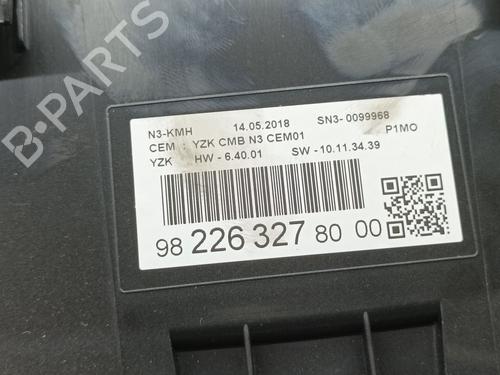 B-PARTS
N3-KMH 14.05.2018 SN3- 0099968
CEM : YZK CMB N3 CEM01 P1MO
YZK HW - 6.40.01 SW - 10.11.34.39
98 226 327 80 00